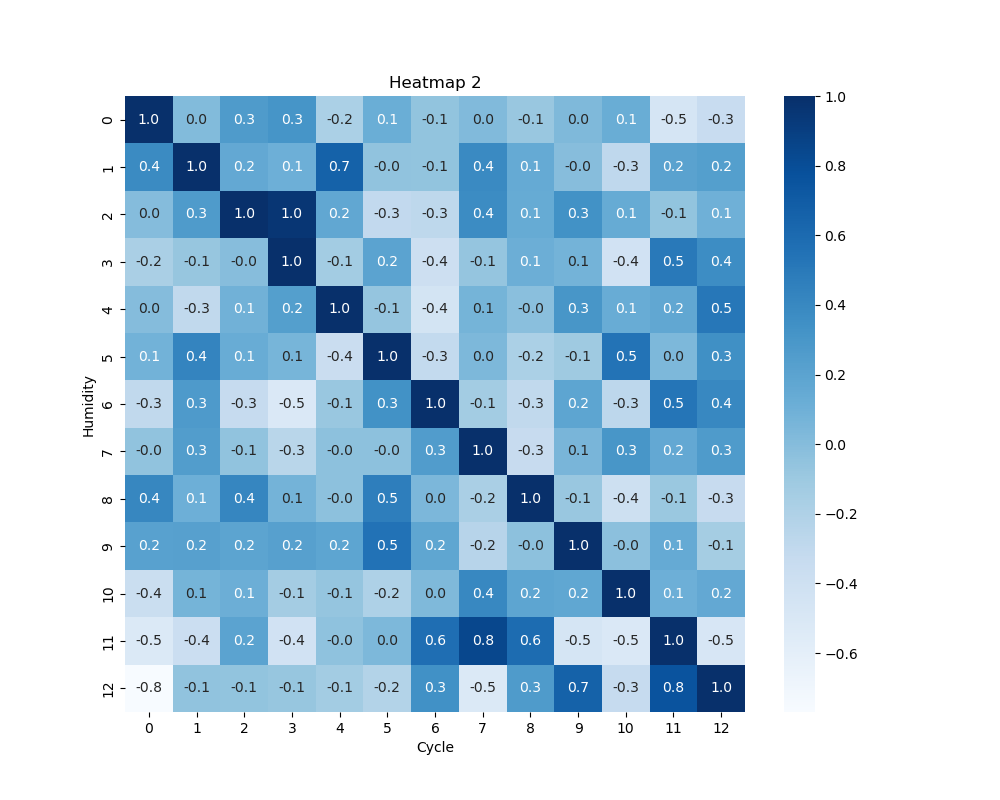 Heatmap 2
0 1.0 0.0 0.3 0.3 -0.2 0.1 -0.1 0.0 -0.1 0.0 0.1 -0.5 -0.3
1 0.4 1.0 0.2 0.1 0.7 -0.0 -0.1 0.4 0.1 -0.0 -0.3 0.2 0.2
2 0.0 0.3 1.0 1.0 0.2 -0.3 -0.3 0.4 0.1 0.3 0.1 -0.1 0.1
3 -0.2 -0.1 -0.0 1.0 -0.1 0.2 -0.4 -0.1 0.1 0.1 -0.4 0.5 0.4
4 0.0 -0.3 0.1 0.2 1.0 -0.1 -0.4 0.1 -0.0 0.3 0.1 0.2 0.5
5 0.1 0.4 0.1 0.1 -0.4 1.0 -0.3 0.0 -0.2 -0.1 0.5 0.0 0.3
6 -0.3 0.3 -0.3 -0.5 -0.1 0.3 1.0 -0.1 -0.3 0.2 -0.3 0.5 0.4
7 -0.0 0.3 -0.1 -0.3 -0.0 -0.0 0.3 1.0 -0.3 0.1 0.3 0.2 0.3
8 0.4 0.1 0.4 0.1 -0.0 0.5 0.0 -0.2 1.0 -0.1 -0.4 -0.1 -0.3
9 0.2 0.2 0.2 0.2 0.2 0.5 0.2 -0.2 -0.0 1.0 -0.0 0.1 -0.1
10 -0.4 0.1 0.1 -0.1 -0.1 -0.2 0.0 0.4 0.2 0.2 1.0 0.1 0.2
11 -0.5 -0.4 0.2 -0.4 -0.0 0.0 0.6 0.8 0.6 -0.5 -0.5 1.0 -0.5
12 -0.8 -0.1 -0.1 -0.1 -0.1 -0.2 0.3 -0.5 0.3 0.7 -0.3 0.8 1.0
0 1 2 3 4 5 6 7 8 9 10 11 12
Cycle
Humidity
1.0
0.8
0.6
0.4
0.2
0.0
−0.2
−0.4
−0.6